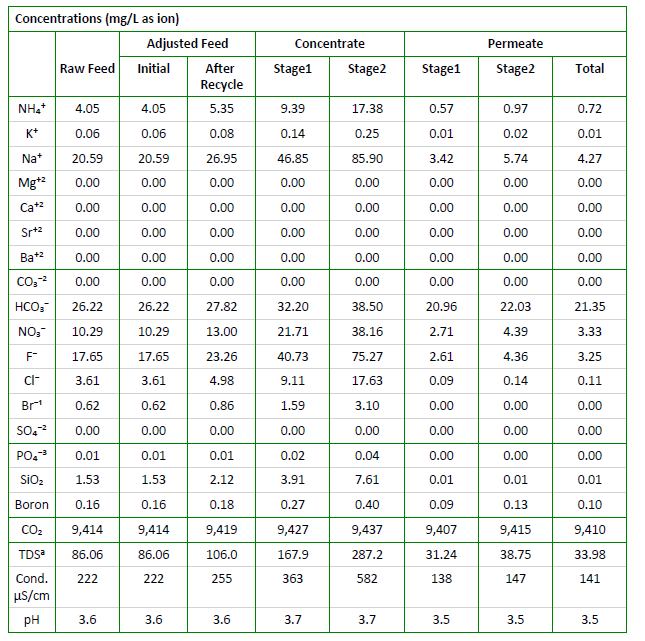 Concentrations (mg/L as ion)
Adjusted Feed Concentrate Permeate
Raw Feed Initial After Recycle Stage1 Stage2 Stage1 Stage2 Total
NH₄⁺ 4.05 4.05 5.35 9.39 17.38 0.57 0.97 0.72
K⁺ 0.06 0.06 0.08 0.14 0.25 0.01 0.02 0.01
Na⁺ 20.59 20.59 26.95 46.85 85.90 3.42 5.74 4.27
Mg⁺² 0.00 0.00 0.00 0.00 0.00 0.00 0.00 0.00
Ca⁺² 0.00 0.00 0.00 0.00 0.00 0.00 0.00 0.00
Sr⁺² 0.00 0.00 0.00 0.00 0.00 0.00 0.00 0.00
Ba⁺² 0.00 0.00 0.00 0.00 0.00 0.00 0.00 0.00
CO₃⁻² 0.00 0.00 0.00 0.00 0.00 0.00 0.00 0.00
HCO₃⁻ 26.22 26.22 27.82 32.20 38.50 20.96 22.03 21.35
NO₃⁻ 10.29 10.29 13.00 21.71 38.16 2.71 4.39 3.33
F⁻ 17.65 17.65 23.26 40.73 75.27 2.61 4.36 3.25
Cl⁻ 3.61 3.61 4.98 9.11 17.63 0.09 0.14 0.11
Br⁻¹ 0.62 0.62 0.86 1.59 3.10 0.00 0.00 0.00
SO₄⁻² 0.00 0.00 0.00 0.00 0.00 0.00 0.00 0.00
PO₄⁻³ 0.01 0.01 0.01 0.02 0.04 0.00 0.00 0.00
SiO₂ 1.53 1.53 2.12 3.91 7.61 0.01 0.01 0.01
Boron 0.16 0.16 0.18 0.27 0.40 0.09 0.13 0.10
CO₂ 9,414 9,414 9,419 9,427 9,437 9,407 9,415 9,410
TDSᵃ 86.06 86.06 106.0 167.9 287.2 31.24 38.75 33.98
Cond. µS/cm 222 222 255 363 582 138 147 141
pH 3.6 3.6 3.6 3.7 3.7 3.5 3.5 3.5